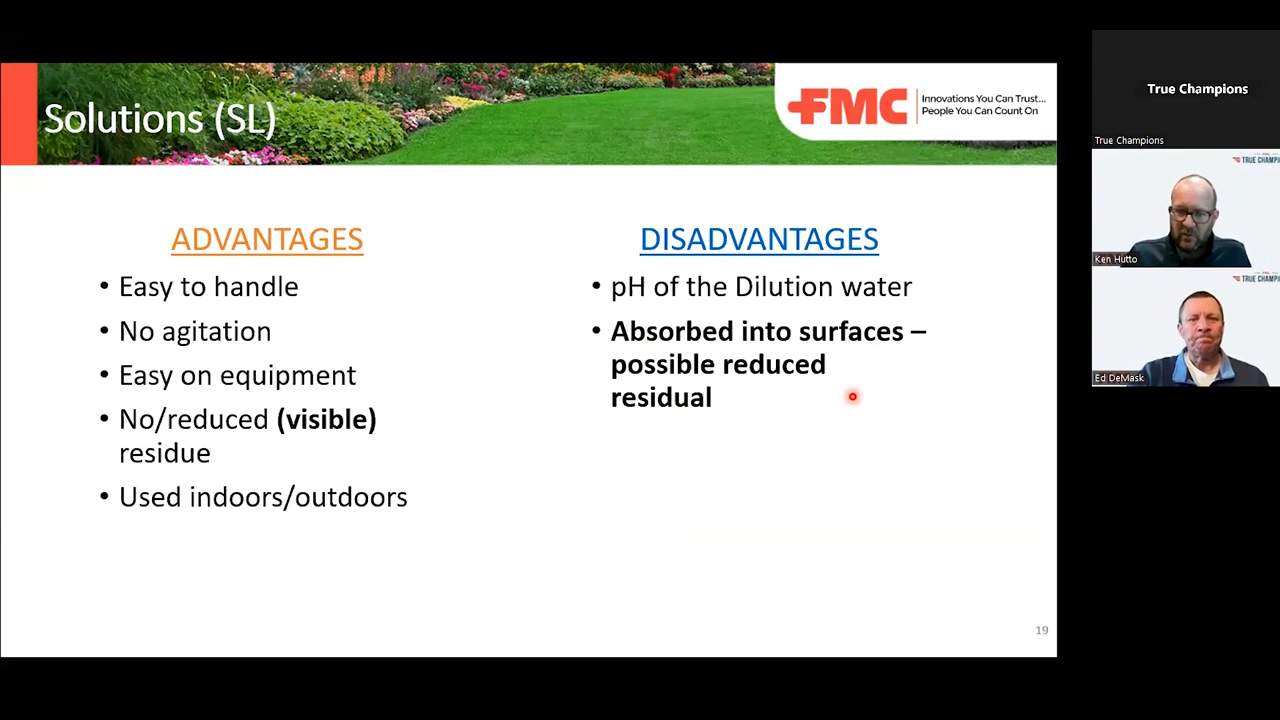 Solutions (SL)
FMC
Innovations You Can Trust...
People You Can Count On
ADVANTAGES
• Easy to handle
• No agitation
• Easy on equipment
• No/reduced (visible)
residue
• Used indoors/outdoors
DISADVANTAGES
• pH of the Dilution water
• Absorbed into surfaces –
possible reduced
residual
19
True Champions
True Champions
TRUE CHAMPI
Ken Hutto
TRUE CHAMPI
Ed DeMask